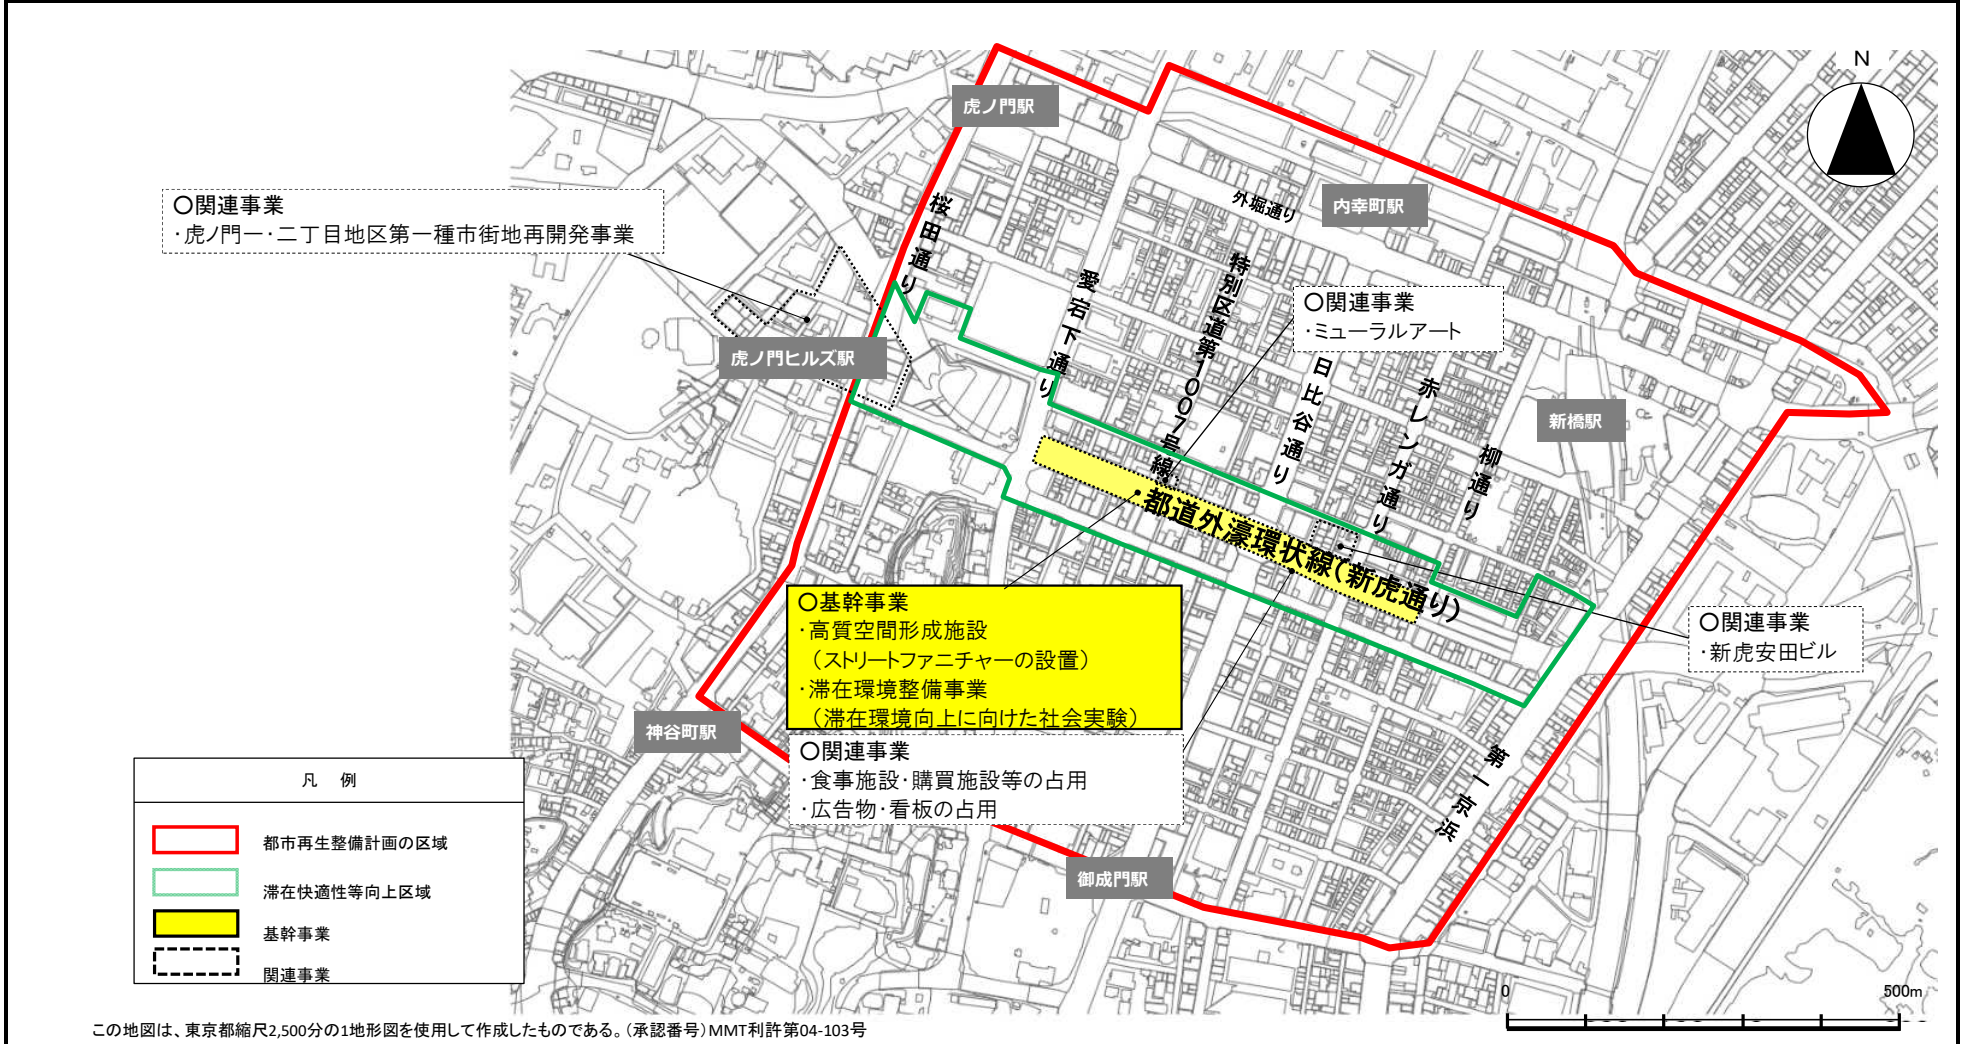 N
虎ノ門駅
〇関連事業
・虎ノ門一・二丁目地区第一種市街地再開発事業
桜田通り
外堀通り
内幸町駅
特別区道第1007号線
愛宕下通り
〇関連事業
・ミューラルアート
虎ノ門ヒルズ駅
日比谷通り
赤レンガ通り
新橋駅
柳通り
・都道外濠環状線(新虎通り)
〇基幹事業
・高質空間形成施設
（ストリートファニチャーの設置）
・滞在環境整備事業
（滞在環境向上に向けた社会実験）
〇関連事業
・新虎安田ビル
神谷町駅
〇関連事業
・食事施設・購買施設等の占用
・広告物・看板の占用
第一京浜
御成門駅
凡 例
都市再生整備計画の区域
滞在快適性等向上区域
基幹事業
関連事業
0
500m
この地図は、東京都縮尺2,500分の1地形図を使用して作成したものである。（承認番号）MMT利許第04-103号